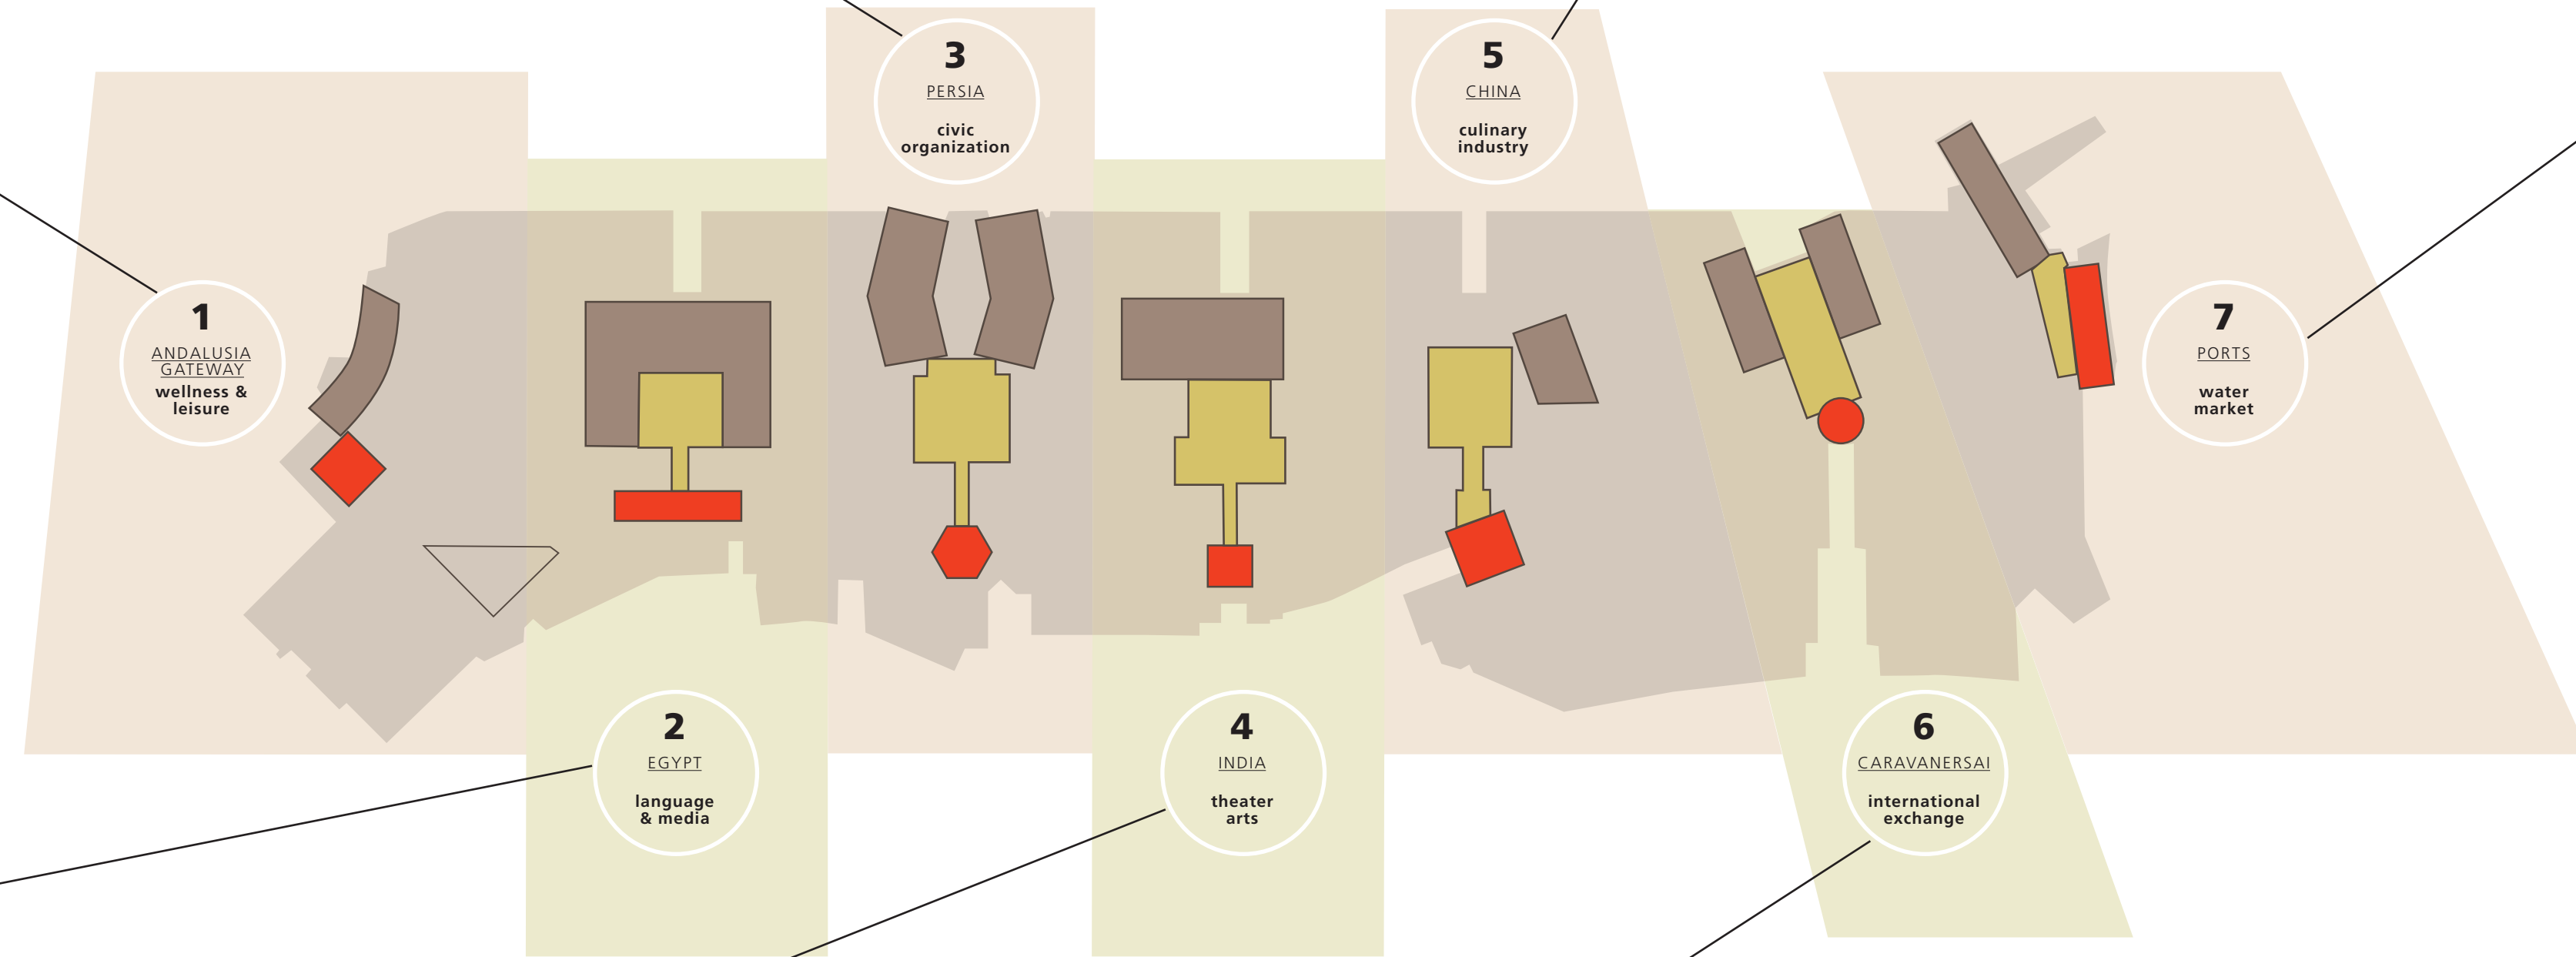 1
ANDALUSIA
GATEWAY
wellness &
leisure
2
EGYPT
language
& media
3
PERSIA
civic
organization
4
INDIA
theater
arts
5
CHINA
culinary
industry
6
CARAVANERSAI
international
exchange
7
PORTS
water
market